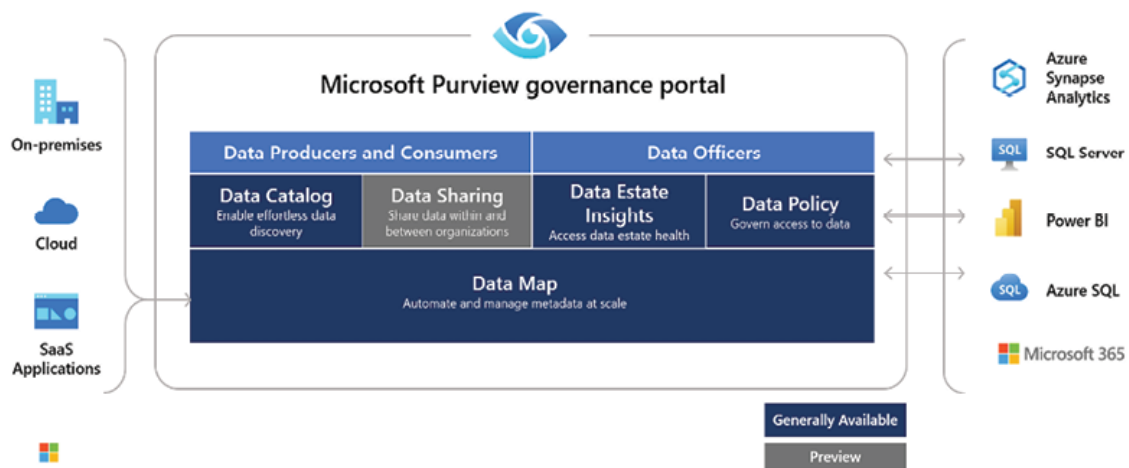 Microsoft Purview governance portal
On-premises
Cloud
SaaS
Applications
Data Producers and Consumers
Data Officers
Data Catalog
Enable effortless data
discovery
Data Sharing
Share data within and
between organizations
Data Estate
Insights
Access data estate health
Data Policy
Govern access to data
Data Map
Automate and manage metadata at scale
Azure
Synapse
Analytics
SQL
SQL Server
Power BI
SQL
Azure SQL
Microsoft 365
Generally Available
Preview